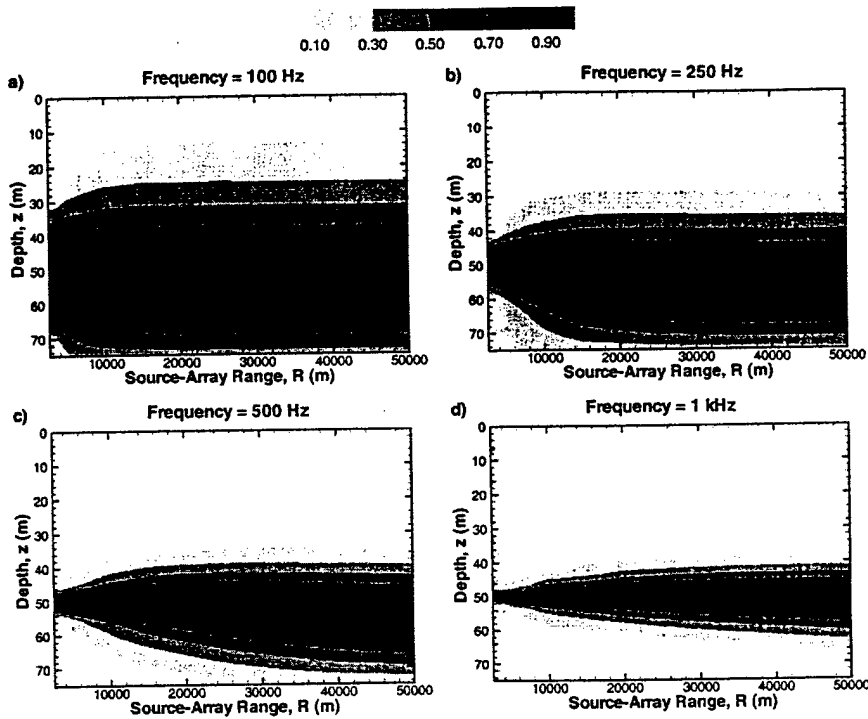 0.10 0.30 0.50 0.70 0.90
a)
Frequency = 100 Hz
0
10
20
30
40
50
60
70
Depth, z (m)
10000 20000 30000 40000 50000
Source-Array Range, R (m)
b)
Frequency = 250 Hz
0
10
20
30
40
50
60
70
Depth, z (m)
10000 20000 30000 40000 50000
Source-Array Range, R (m)
c)
Frequency = 500 Hz
0
10
20
30
40
50
60
70
Depth, z (m)
10000 20000 30000 40000 50000
Source-Array Range, R (m)
d)
Frequency = 1 kHz
0
10
20
30
40
50
60
70
Depth, z (m)
10000 20000 30000 40000 50000
Source-Array Range, R (m)